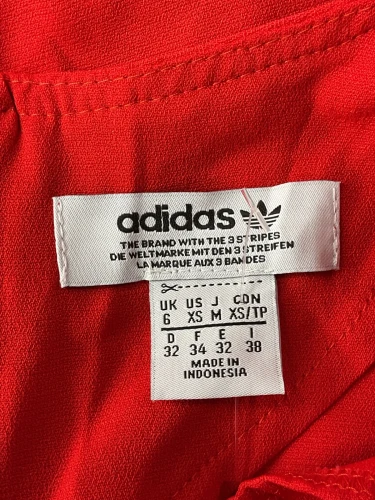 adidas
THE BRAND WITH THE 3 STRIPES
DIE WELTMARKE MIT DEN 3 STREIFEN
LA MARQUE AUX 3 BANDES
UK US J CDN
6 XS M XS/TP
D F E I
32 34 32 38
MADE IN
INDONESIA